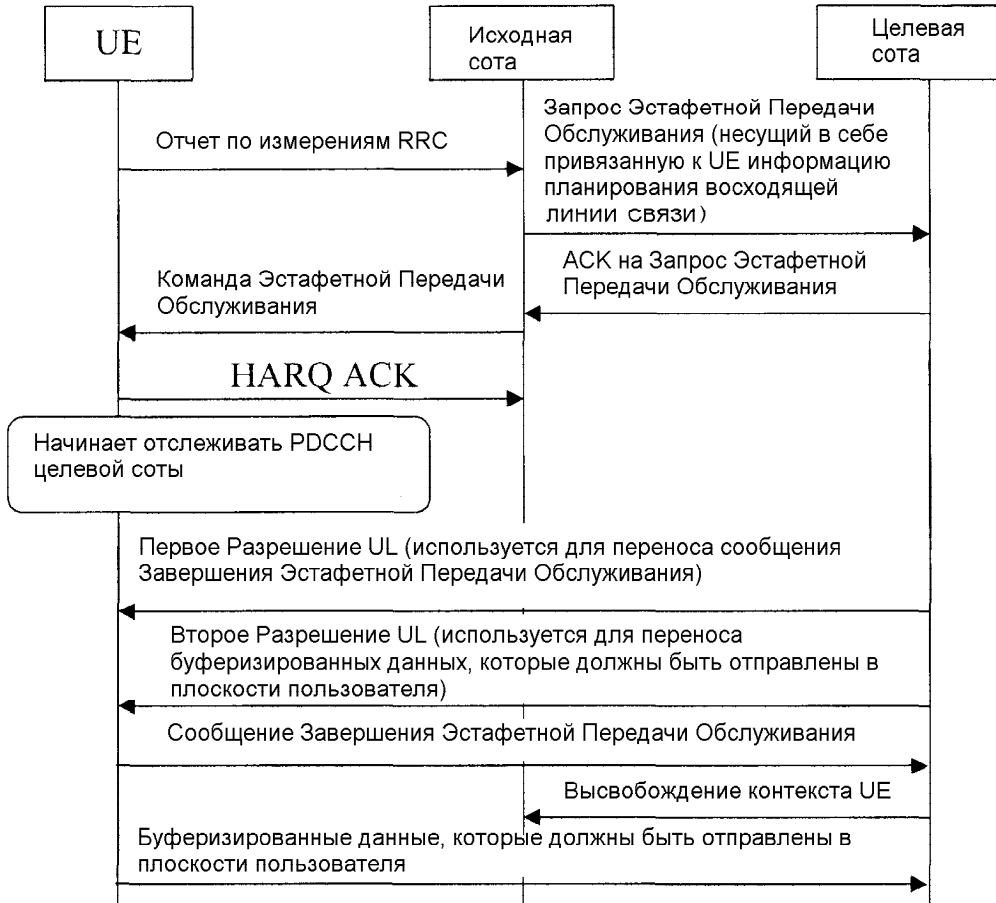 UE
Исходная
сота
Целевая
сота
Отчет по измерениям RRC
Запрос Эстафетной Передачи
Обслуживания (несущий в себе
привязанную к UE информацию
планирования восходящей
линии связи)
ACK на Запрос Эстафетной
Передачи Обслуживания
Команда Эстафетной Передачи
Обслуживания
HARQ ACK
Начинает отслеживать PDCCH
целевой соты
Первое Разрешение UL (используется для переноса сообщения
Завершения Эстафетной Передачи Обслуживания)
Второе Разрешение UL (используется для переноса
буферизированных данных, которые должны быть отправлены в
плоскости пользователя)
Сообщение Завершения Эстафетной Передачи Обслуживания
Высвобождение контекста UE
Буферизированные данные, которые должны быть отправлены в
плоскости пользователя